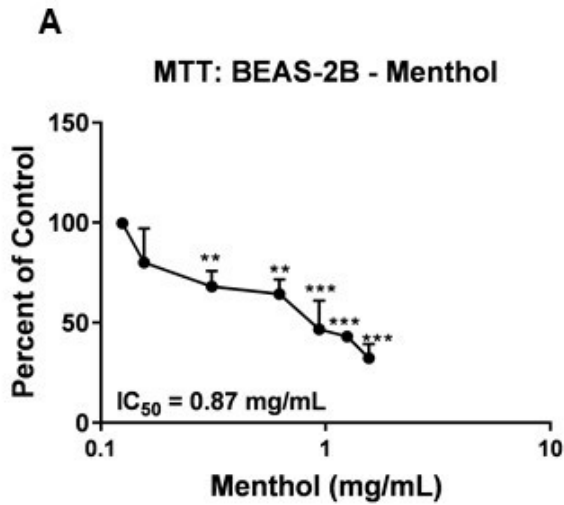 A
MTT: BEAS-2B - Menthol
150
Percent of Control
100
**
**
***
50
***
***
IC50 = 0.87 mg/mL
0
0.1
1
10
Menthol (mg/mL)